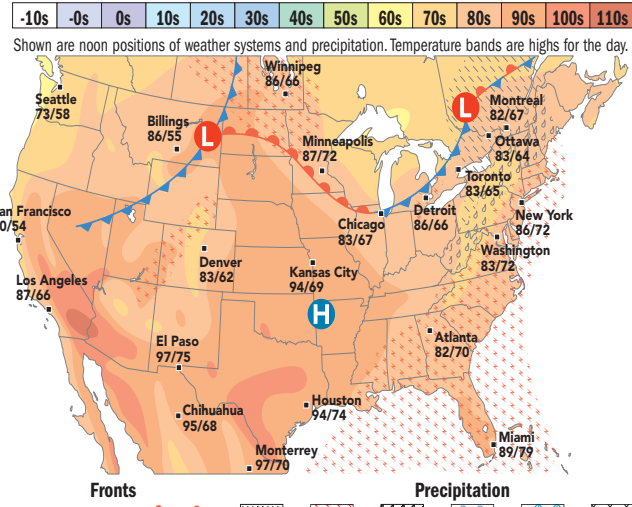 -10s -0s 0s 10s 20s 30s 40s 50s 60s 70s 80s 90s 100s 110s
Shown are noon positions of weather systems and precipitation. Temperature bands are highs for the day.
Winnipeg
86/66
Seattle
73/58
L
Montreal
82/67
Billings
86/55
L
Minneapolis
87/72
Ottawa
83/64
Toronto
83/65
an Francisco
0/54
Chicago
83/67
Detroit
86/66
New York
86/72
Denver
83/62
Kansas City
94/69
Washington
83/72
Los Angeles
87/66
H
El Paso
97/75
Atlanta
82/70
Chihuahua
95/68
Houston
94/74
Miami
89/79
Monterrey
97/70
Fronts Precipitation